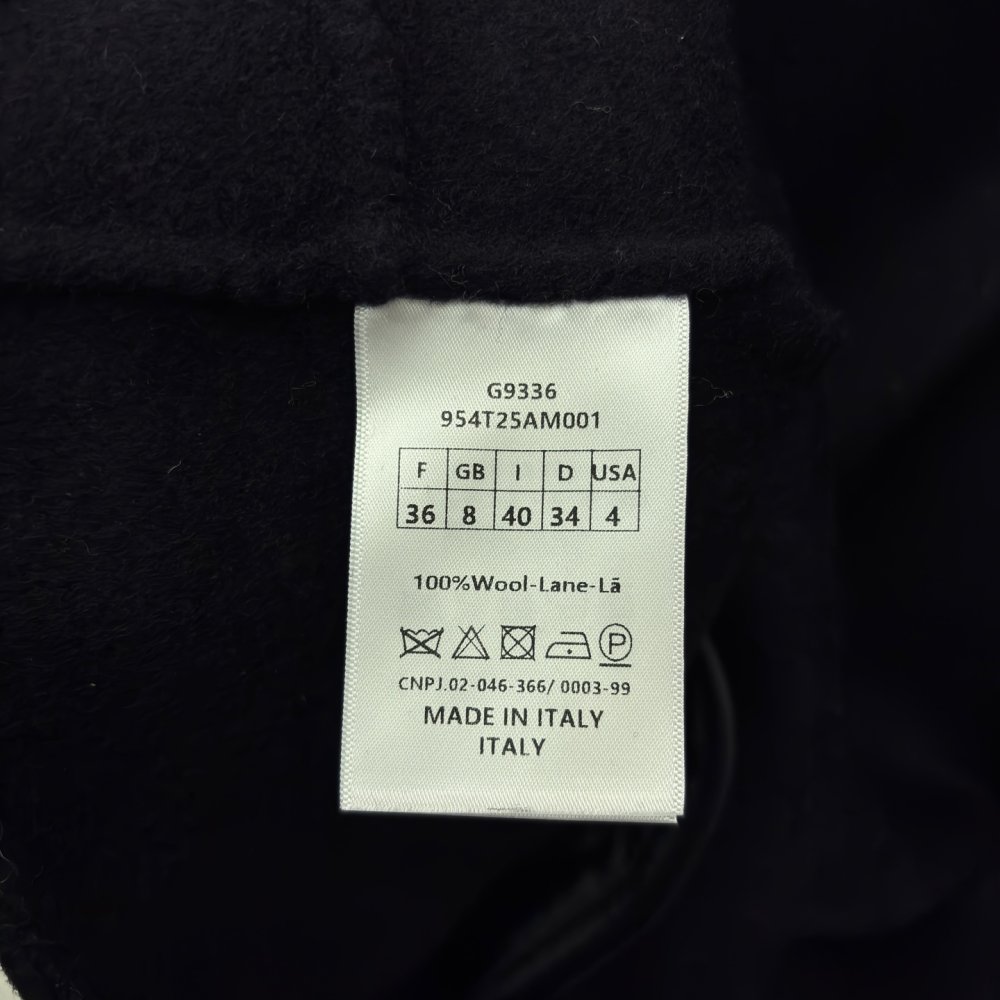 G9336
954T25AM001
F GB I D USA
36 8 40 34 4
100%Wool-Lane-Lã
P
CNPJ.02-046-366/ 0003-99
MADE IN ITALY
ITALY